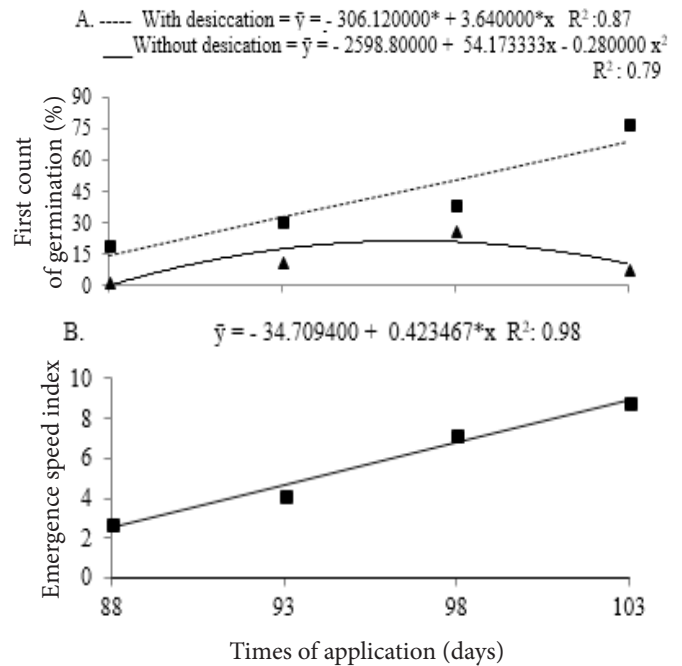 A. ----- With desiccation = ȳ = - 306.120000* + 3.640000*x R²:0.87
___Without desication = ȳ = - 2598.80000 + 54.173333x - 0.280000 x²
R²: 0.79
First count
of germination (%)
90
75
60
45
30
15
0
B. ȳ = - 34.709400 + 0.423467*x R²: 0.98
Emergence speed index
10
8
6
4
2
0
88 93 98 103
Times of application (days)